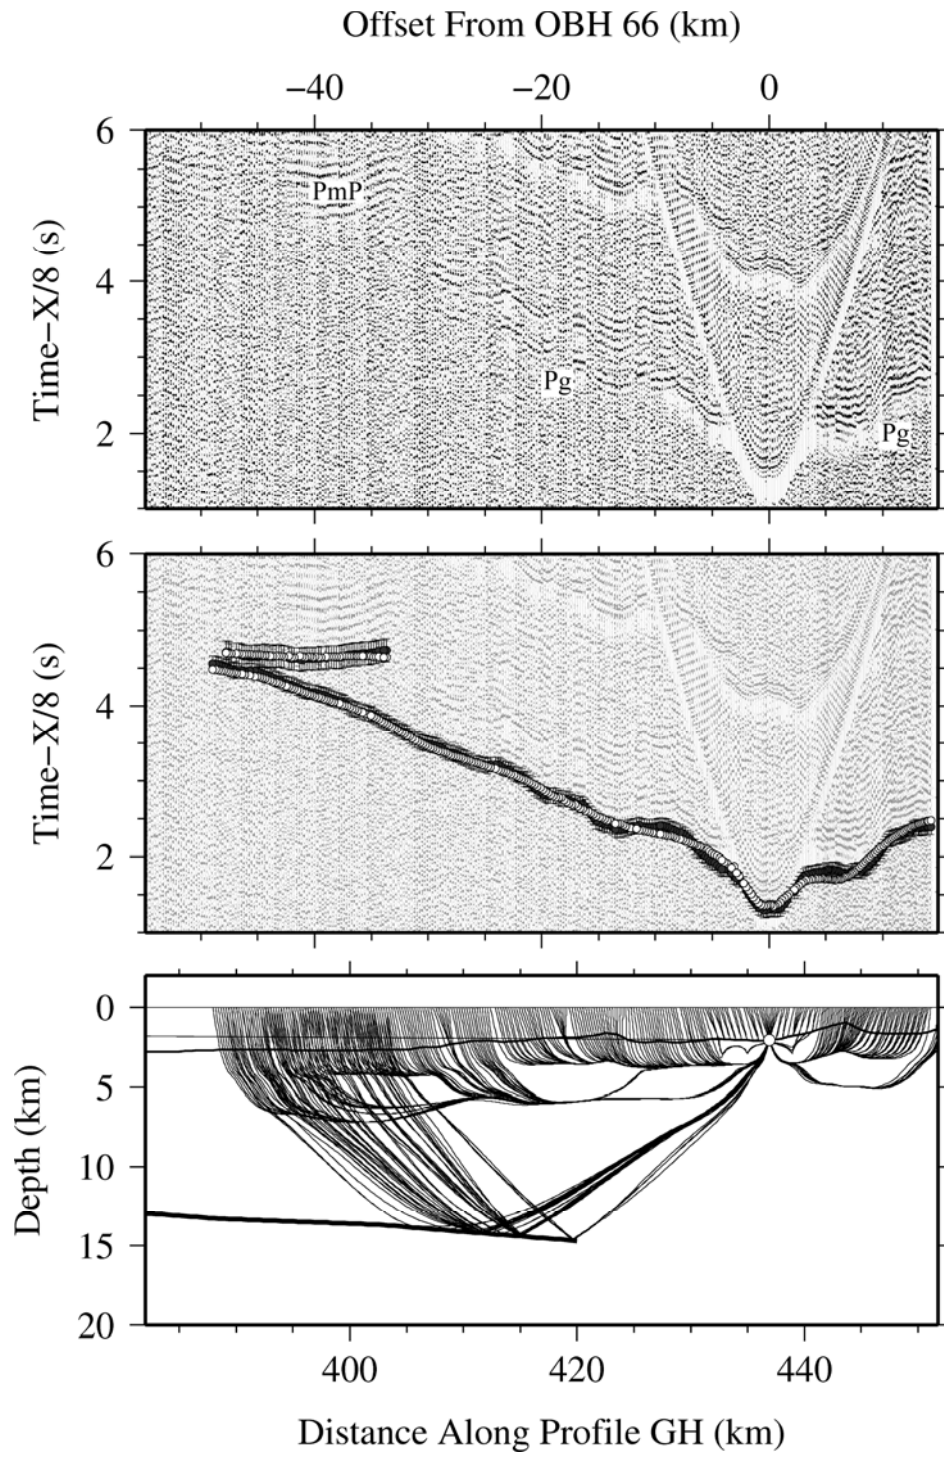 Offset From OBH 66 (km)
−40 −20 0
6
PmP
4
Time−X/8 (s)
Pg
2
Pg
6
4
Time−X/8 (s)
2
0
5
Depth (km)
10
15
20
400 420 440
Distance Along Profile GH (km)